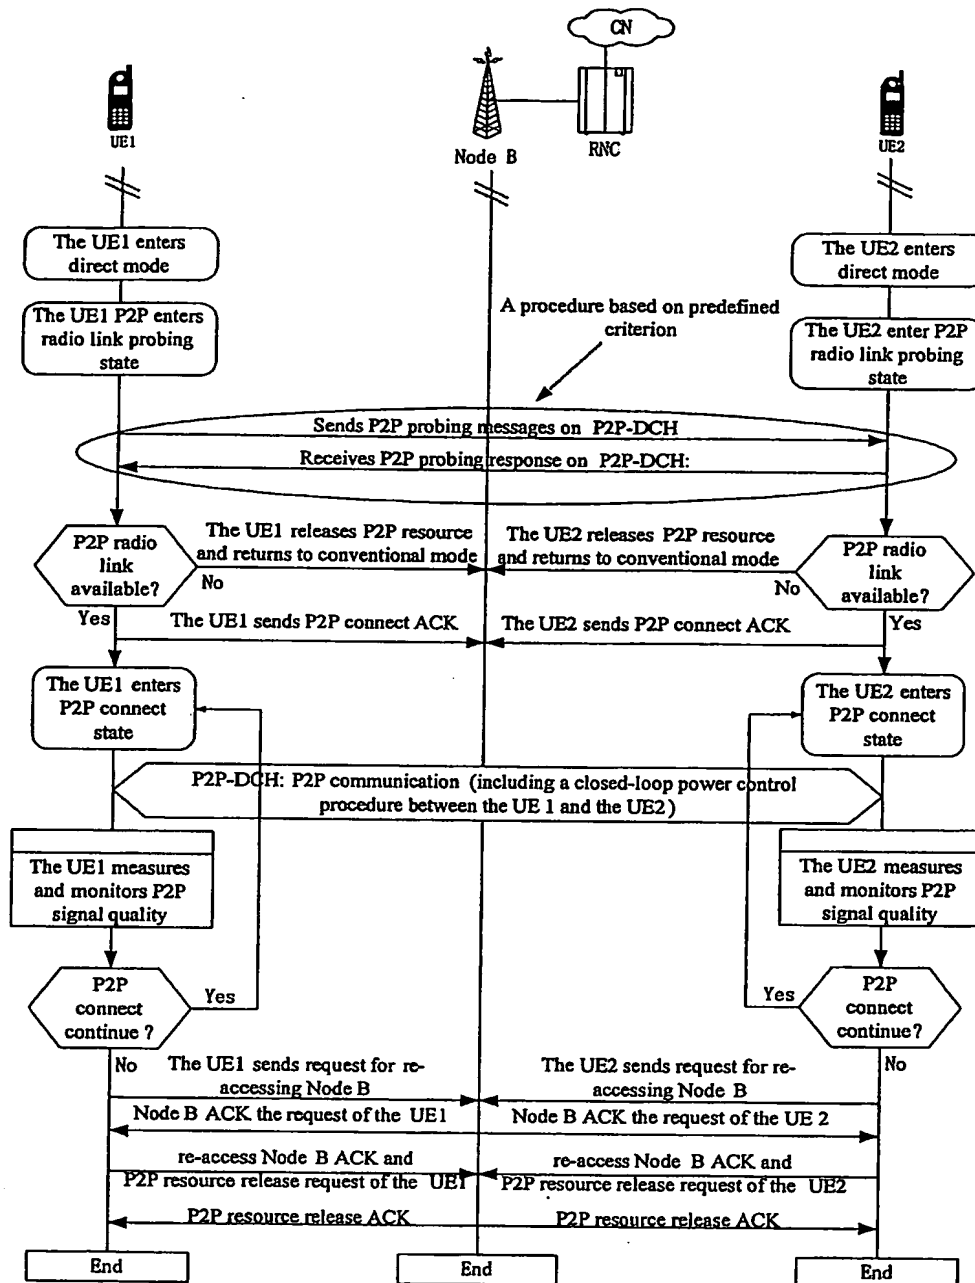 CN
UE1
Node B
RNC
UE2
The UE1 enters
direct mode
The UE2 enters
direct mode
The UE1 P2P enters
radio link probing
state
A procedure based on predefined
criterion
The UE2 enter P2P
radio link probing
state
Sends P2P probing messages on P2P-DCH
Receives P2P probing response on P2P-DCH:
P2P radio
link
available?
The UE1 releases P2P resource
and returns to conventional mode
No
The UE2 releases P2P resource
and returns to conventional mode
No
P2P radio
link
available?
Yes
The UE1 sends P2P connect ACK
The UE2 sends P2P connect ACK
Yes
The UE1 enters
P2P connect
state
The UE2 enters
P2P connect
state
P2P-DCH: P2P communication (including a closed-loop power control
procedure between the UE 1 and the UE2)
The UE1 measures
and monitors P2P
signal quality
The UE2 measures
and monitors P2P
signal quality
P2P
connect
continue ?
Yes
Yes
P2P
connect
continue?
No
The UE1 sends request for re-
accessing Node B
The UE2 sends request for re-
accessing Node B
No
Node B ACK the request of the UE1
Node B ACK the request of the UE 2
re-access Node B ACK and
P2P resource release request of the UE1
re-access Node B ACK and
P2P resource release request of the UE2
P2P resource release ACK
P2P resource release ACK
End
End
End